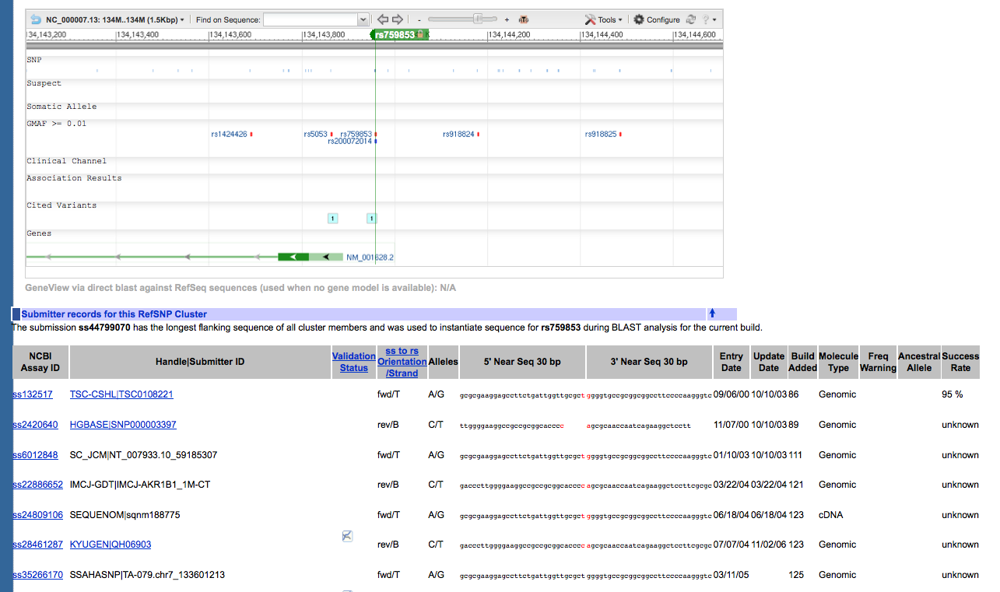 NC_000007.13: 134M..134M (1.5Kbp) Find on Sequence: - + Tools Configure ?
34,143,200 134,143,400 134,143,600 134,143,800 rs759853 134,144,200 134,144,400 134,144,600
SNP
Suspect
Somatic Allele
GMAF >= 0.01
rs1424426 rs5053 rs759853 rs918824 rs918825
rs200072014
Clinical Channel
Association Results
Cited Variants
1 1
Genes
NM_001628.2
GeneView via direct blast against RefSeq sequences (used when no gene model is available): N/A
Submitter records for this RefSNP Cluster
The submission ss44799070 has the longest flanking sequence of all cluster members and was used to instantiate sequence for rs759853 during BLAST analysis for the current build.
NCBI Assay ID Handle|Submitter ID Validation Status ss to rs Orientation /Strand Alleles 5' Near Seq 30 bp 3' Near Seq 30 bp Entry Date Update Date Build Added Molecule Type Freq Warning Ancestral Allele Success Rate
ss132517 TSC-CSHL|TSC0108221 fwd/T A/G gcgcgaaggagccttctgattggttgcgct ggggtgccgcggcggccttccccaagggtc 09/06/00 10/10/03 86 Genomic 95 %
ss2420640 HGBASE|SNP000003397 rev/B C/T ttggggaaggccgccgcggcacccc agcgcaaccaatcagaaggctcctt 11/07/00 10/10/03 89 Genomic unknown
ss6012848 SC_JCM|NT_007933.10_59185307 fwd/T A/G gcgcgaaggagccttctgattggttgcgct ggggtgccgcggcggccttccccaagggtc 01/10/03 10/10/03 111 Genomic unknown
ss22886652 IMCJ-GDT|IMCJ-AKR1B1_1M-CT rev/B C/T gacccttggggaaggccgccgcggcacccc agcgcaaccaatcagaaggctccttcgcgc 03/22/04 03/22/04 121 Genomic unknown
ss24809106 SEQUENOM|sqnm188775 fwd/T A/G gcgcgaaggagccttctgattggttgcgct ggggtgccgcggcggccttccccaagggtc 06/18/04 06/18/04 123 cDNA unknown
ss28461287 KYUGEN|QH06903 rev/B C/T gacccttggggaaggccgccgcggcacccc agcgcaaccaatcagaaggctccttcgcgc 07/07/04 11/02/06 123 Genomic unknown
ss35266170 SSAHASNP|TA-079.chr7_133601213 fwd/T A/G gcgcgaaggagccttctgattggttgcgct ggggtgccgcggcggccttccccaagggtc 03/11/05 125 Genomic unknown